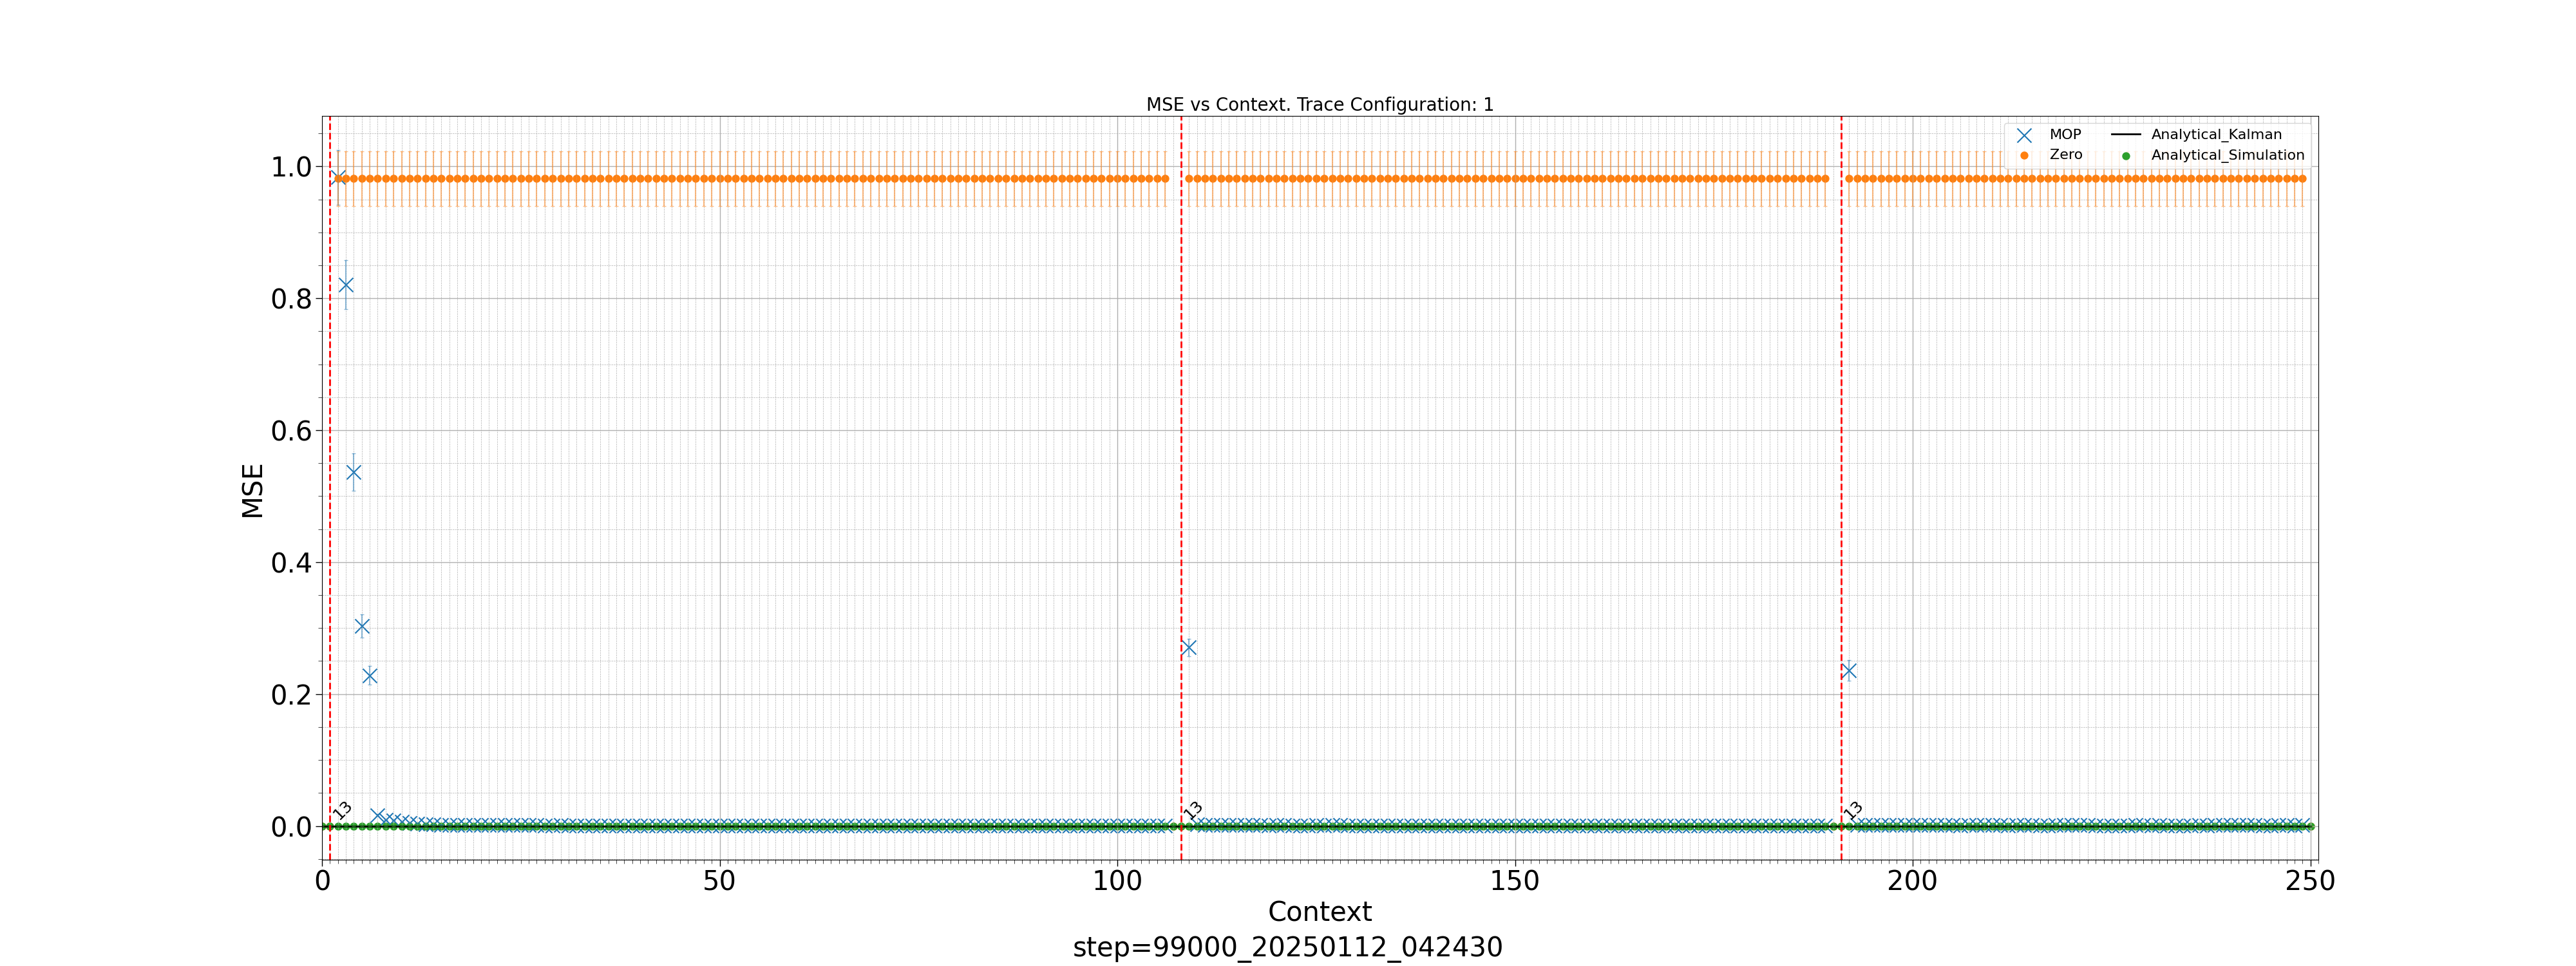 MSE vs Context. Trace Configuration: 1
MOP
Zero
Analytical_Kalman
Analytical_Simulation
1.0
0.8
0.6
0.4
0.2
0.0
MSE
13
13
13
0
50
100
150
200
250
Context
step=99000_20250112_042430